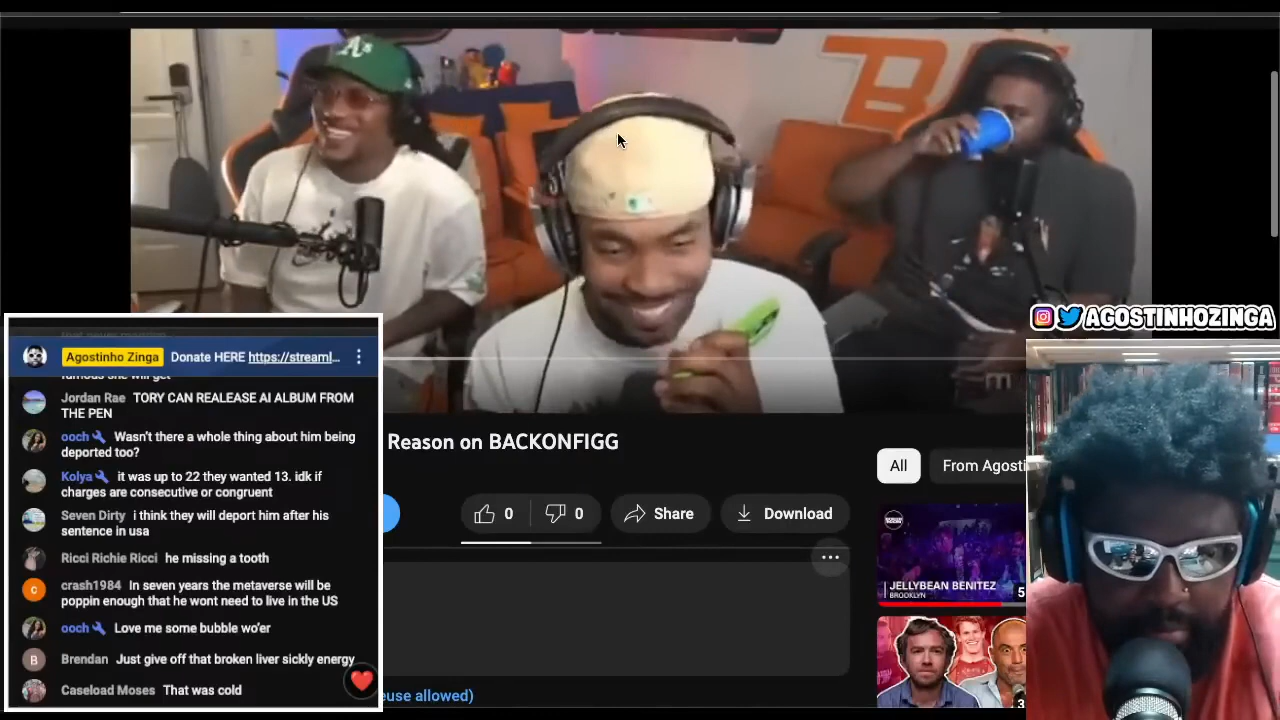 A's
AGOSTINHOZINGA
Agostinho Zinga Donate HERE https://streaml...
famous she will get
Jordan Rae TORY CAN REALEASE AI ALBUM FROM
THE PEN
ooch Wasn't there a whole thing about him being
deported too?
Kolya it was up to 22 they wanted 13. idk if
charges are consecutive or congruent
Seven Dirty i think they will deport him after his
sentence in usa
Ricci Richie Ricci he missing a tooth
crash1984 In seven years the metaverse will be
poppin enough that he wont need to live in the US
ooch Love me some bubble wo'er
Brendan Just give off that broken liver sickly energy
Caseload Moses That was cold
Reason on BACKONFIGG
0 0 Share Download
euse allowed)
All From Agosti
JELLYBEAN BENITEZ
BROOKLYN